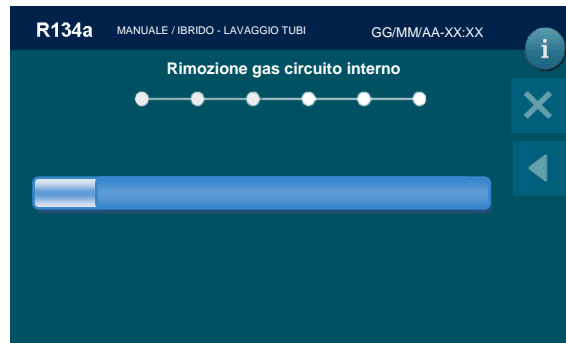 R134a MANUALE / IBRIDO - LAVAGGIO TUBI GG/MM/AA-XX:XX
i
Rimozione gas circuito interno